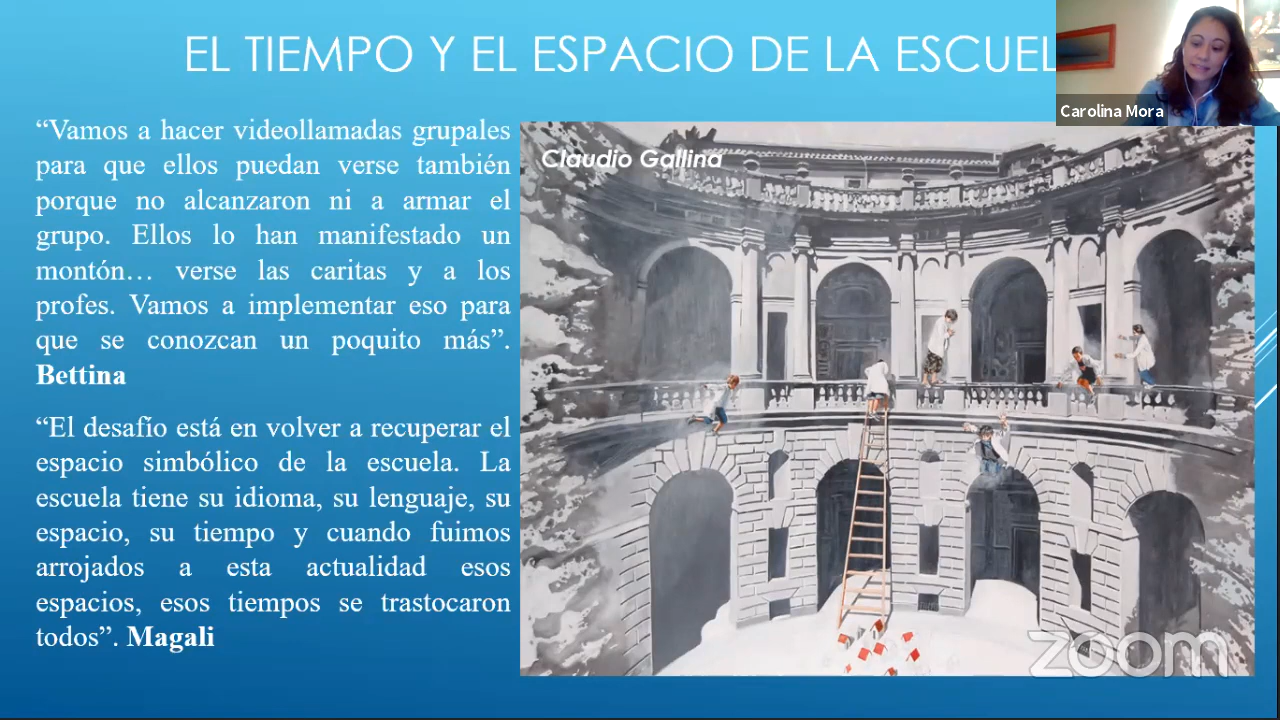 EL TIEMPO Y EL ESPACIO DE LA ESCUEL
Carolina Mora
“Vamos a hacer videollamadas grupales
para que ellos puedan verse también
porque no alcanzaron ni a armar el
grupo. Ellos lo han manifestado un
montón… verse las caritas y a los
profes. Vamos a implementar eso para
que se conozcan un poquito más”.
Bettina
“El desafío está en volver a recuperar el
espacio simbólico de la escuela. La
escuela tiene su idioma, su lenguaje, su
espacio, su tiempo y cuando fuimos
arrojados a esta actualidad esos
espacios, esos tiempos se trastocaron
todos”. Magali
Claudio Gallina
zoom